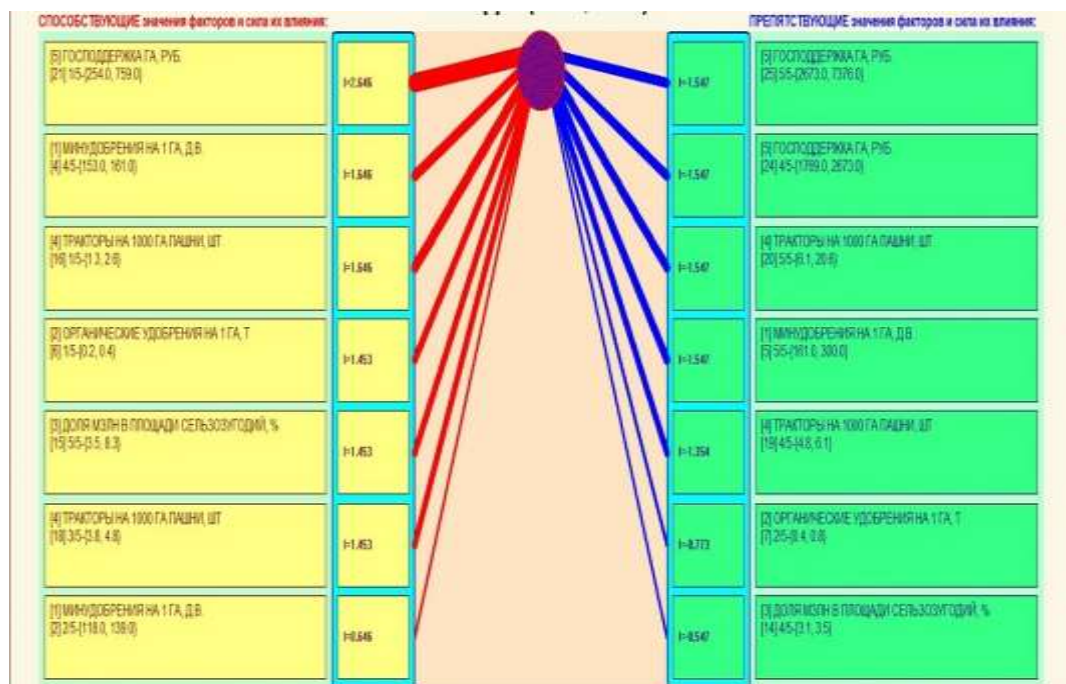 СПОСОБСТВУЮЩИЕ значения факторов и сила их влияния:
[5] ГОСПОДДЕРЖКА ГА, РУБ.
[21] 1/5-{254.0, 759.0}
I=2.646
[1] МИНУДОБРЕНИЯ НА 1 ГА, Д.В.
[4] 4/5-{153.0, 161.0}
I=1.646
[4] ТРАКТОРЫ НА 1000 ГА ПАШНИ, ШТ
[16] 1/5-{1.3, 2.6}
I=1.646
[2] ОРГАНИЧЕСКИЕ УДОБРЕНИЯ НА 1 ГА, Т
[6] 1/5-{0.2, 0.4}
I=1.453
[3] ДОЛЯ МЗЛН В ПЛОЩАДИ СЕЛЬЗОУГОДИЙ, %
[15] 5/5-{3.5, 8.3}
I=1.453
[4] ТРАКТОРЫ НА 1000 ГА ПАШНИ, ШТ
[18] 3/5-{3.8, 4.8}
I=1.453
[1] МИНУДОБРЕНИЯ НА 1 ГА, Д.В.
[2] 2/5-{118.0, 139.0}
I=0.646
ПРЕПЯТСТВУЮЩИЕ значения факторов и сила их влияния:
I=-1.547
[5] ГОСПОДДЕРЖКА ГА, РУБ.
[25] 5/5-{2673.0, 7376.0}
I=-1.547
[5] ГОСПОДДЕРЖКА ГА, РУБ.
[24] 4/5-{1769.0, 2673.0}
I=-1.547
[4] ТРАКТОРЫ НА 1000 ГА ПАШНИ, ШТ
[20] 5/5-{6.1, 20.6}
I=-1.547
[1] МИНУДОБРЕНИЯ НА 1 ГА, Д.В.
[5] 5/5-{161.0, 300.0}
I=-1.354
[4] ТРАКТОРЫ НА 1000 ГА ПАШНИ, ШТ
[19] 4/5-{4.8, 6.1}
I=-0.773
[2] ОРГАНИЧЕСКИЕ УДОБРЕНИЯ НА 1 ГА, Т
[7] 2/5-{0.4, 0.8}
I=-0.547
[3] ДОЛЯ МЗЛН В ПЛОЩАДИ СЕЛЬЗОУГОДИЙ, %
[14] 4/5-{3.1, 3.5}